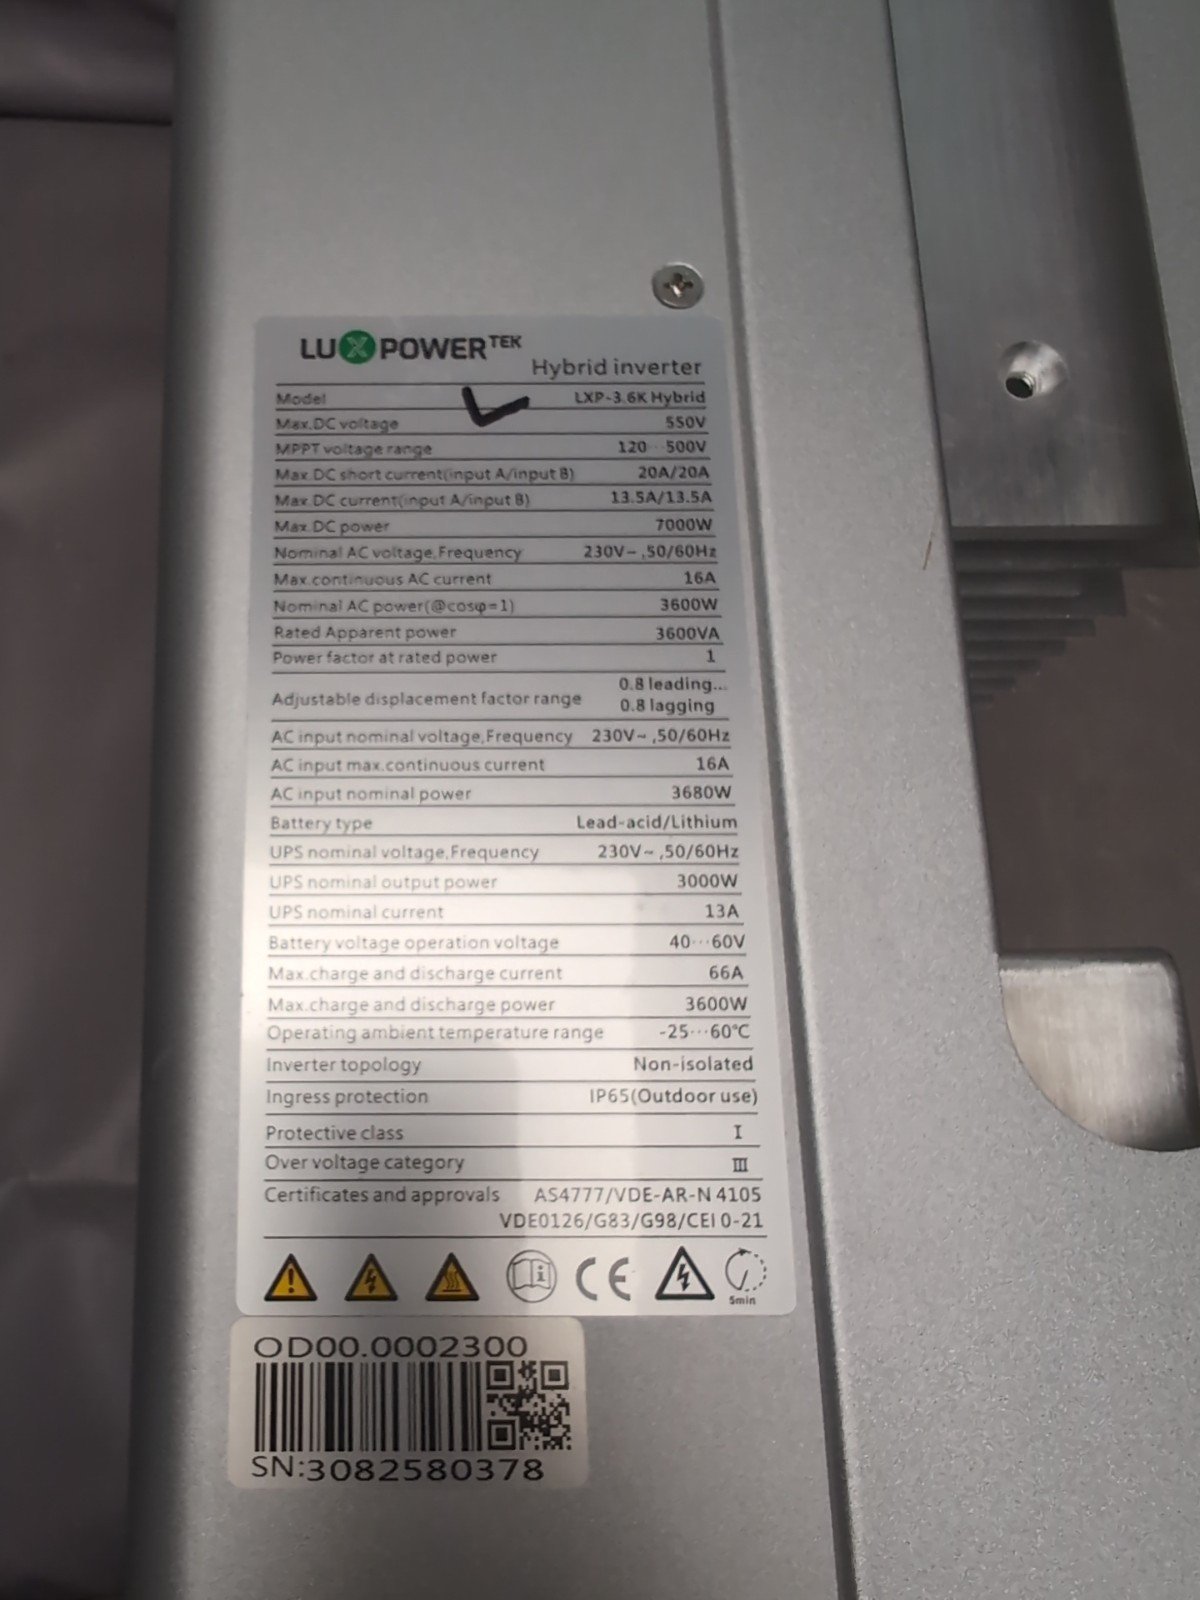 LUXPOWERTEK
Hybrid inverter
Model LXP-3.6K Hybrid
Max.DC voltage 550V
MPPT voltage range 120···500V
Max.DC short current(input A/input B) 20A/20A
Max.DC current(input A/input B) 13.5A/13.5A
Max.DC power 7000W
Nominal AC voltage,Frequency 230V~ ,50/60Hz
Max.continuous AC current 16A
Nominal AC power(@cosφ=1) 3600W
Rated Apparent power 3600VA
Power factor at rated power 1
Adjustable displacement factor range 0.8 leading...
0.8 lagging
AC input nominal voltage,Frequency 230V~ ,50/60Hz
AC input max.continuous current 16A
AC input nominal power 3680W
Battery type Lead-acid/Lithium
UPS nominal voltage,Frequency 230V~ ,50/60Hz
UPS nominal output power 3000W
UPS nominal current 13A
Battery voltage operation voltage 40···60V
Max.charge and discharge current 66A
Max.charge and discharge power 3600W
Operating ambient temperature range -25···60℃
Inverter topology Non-isolated
Ingress protection IP65(Outdoor use)
Protective class I
Over voltage category III
Certificates and approvals AS4777/VDE-AR-N 4105
VDE0126/G83/G98/CEI 0-21
CE
5min
OD00.0002300
SN:3082580378